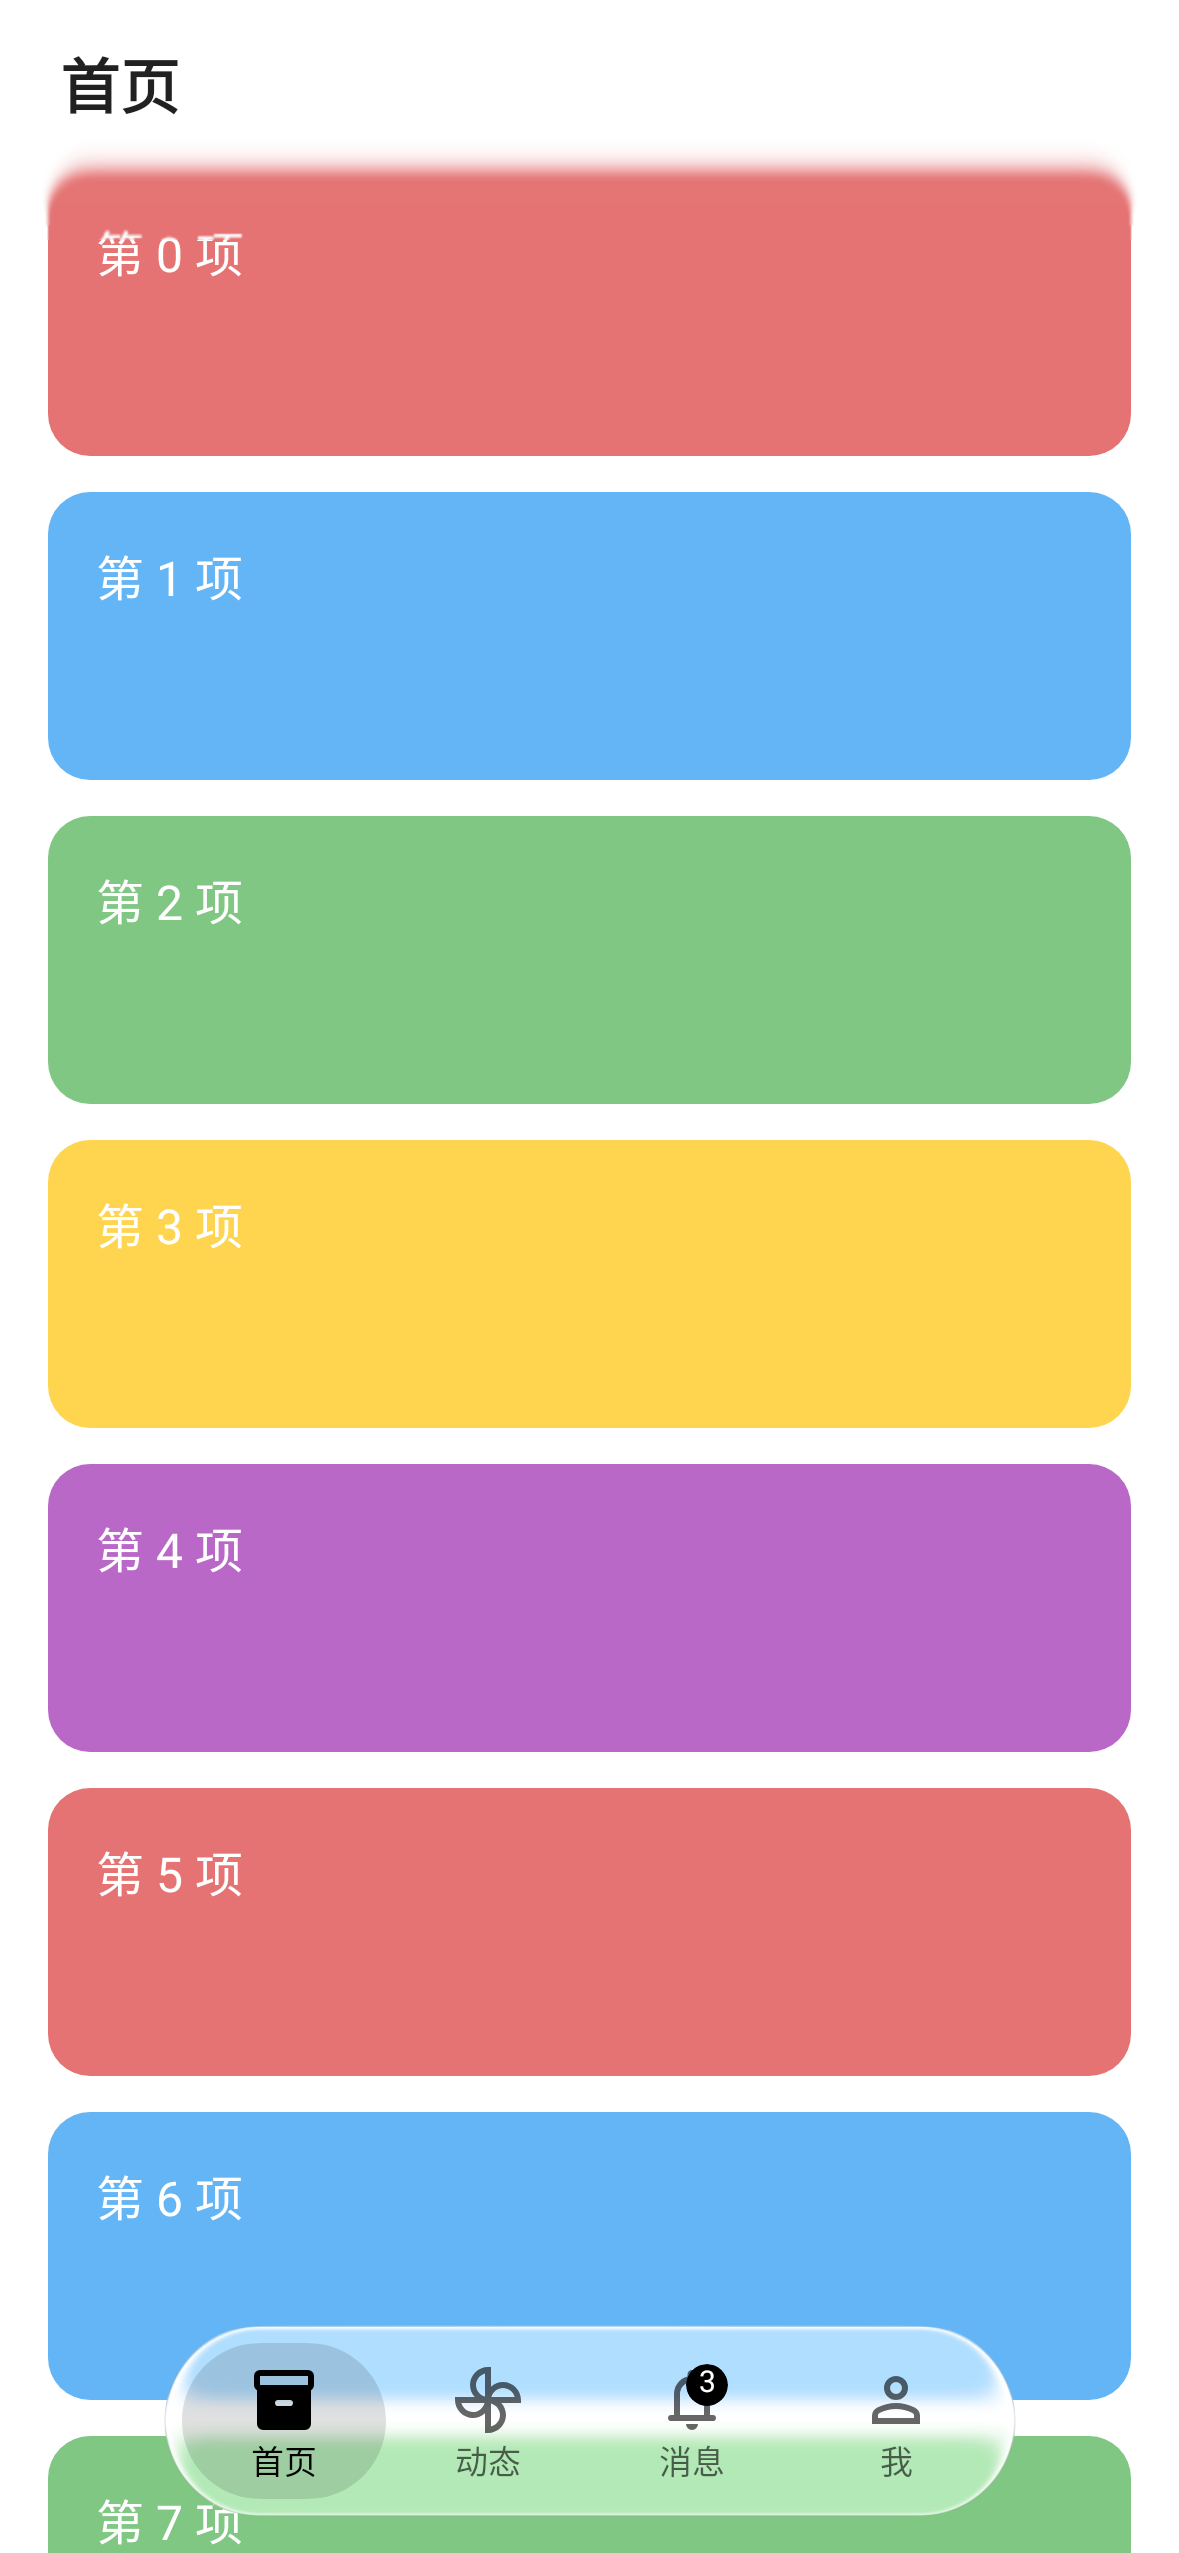 首页
第 0 项
第 1 项
第 2 项
第 3 项
第 4 项
第 5 项
第 6 项
3
首页 动态 消息 我
第 7 项